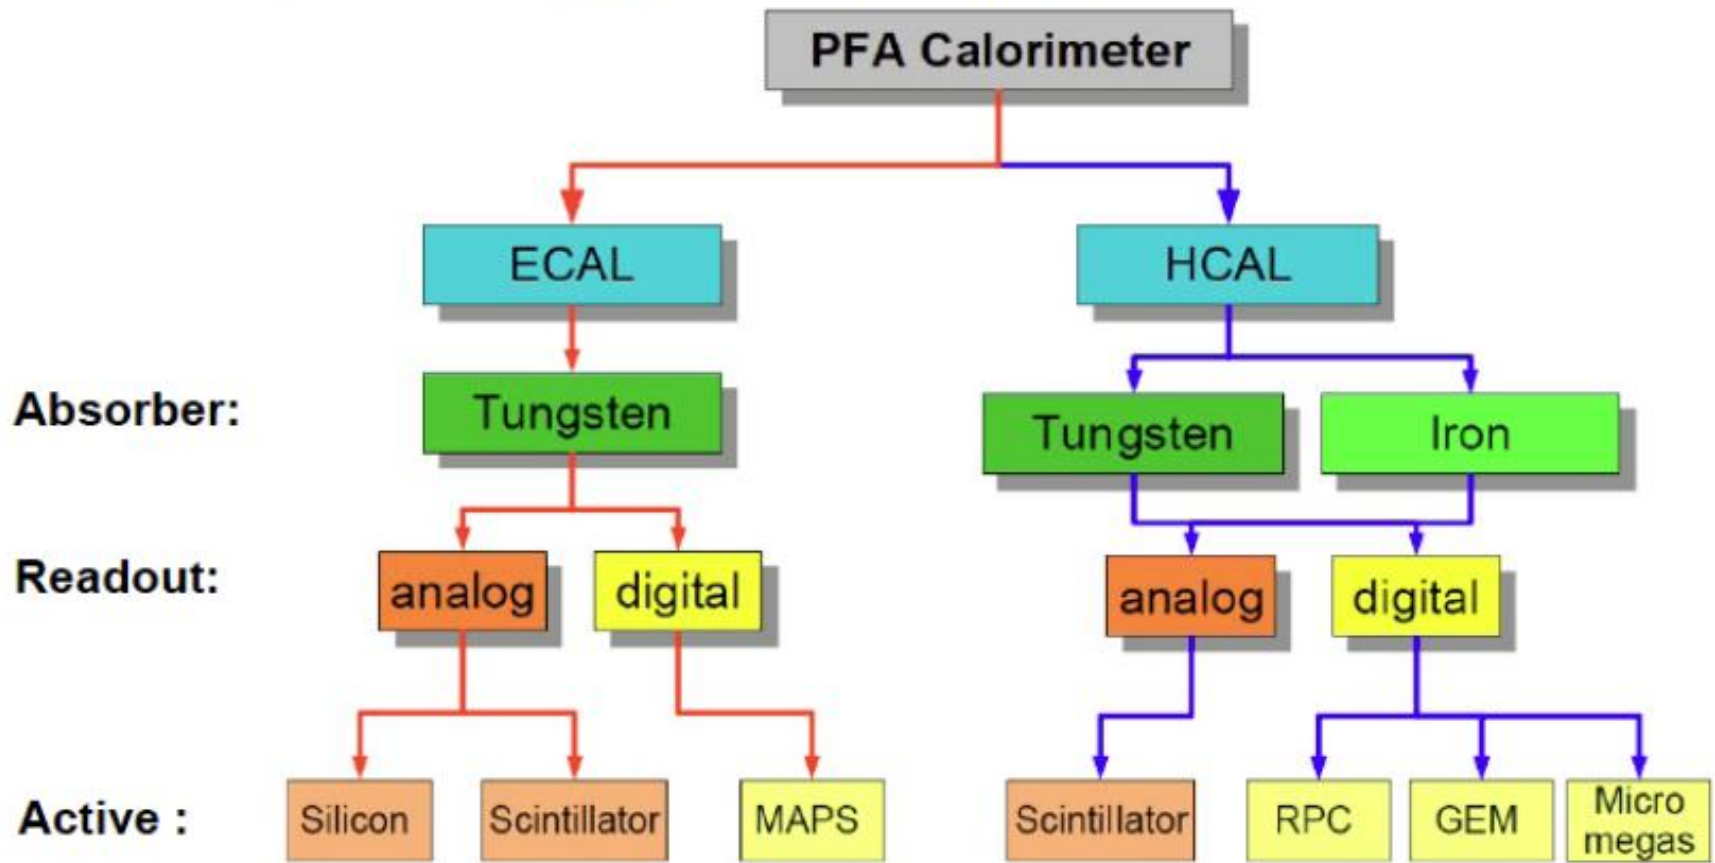 PFA Calorimeter
ECAL
HCAL
Absorber:
Tungsten
Tungsten
Iron
Readout:
analog
digital
analog
digital
Active :
Silicon
Scintillator
MAPS
Scintillator
RPC
GEM
Micro
megas